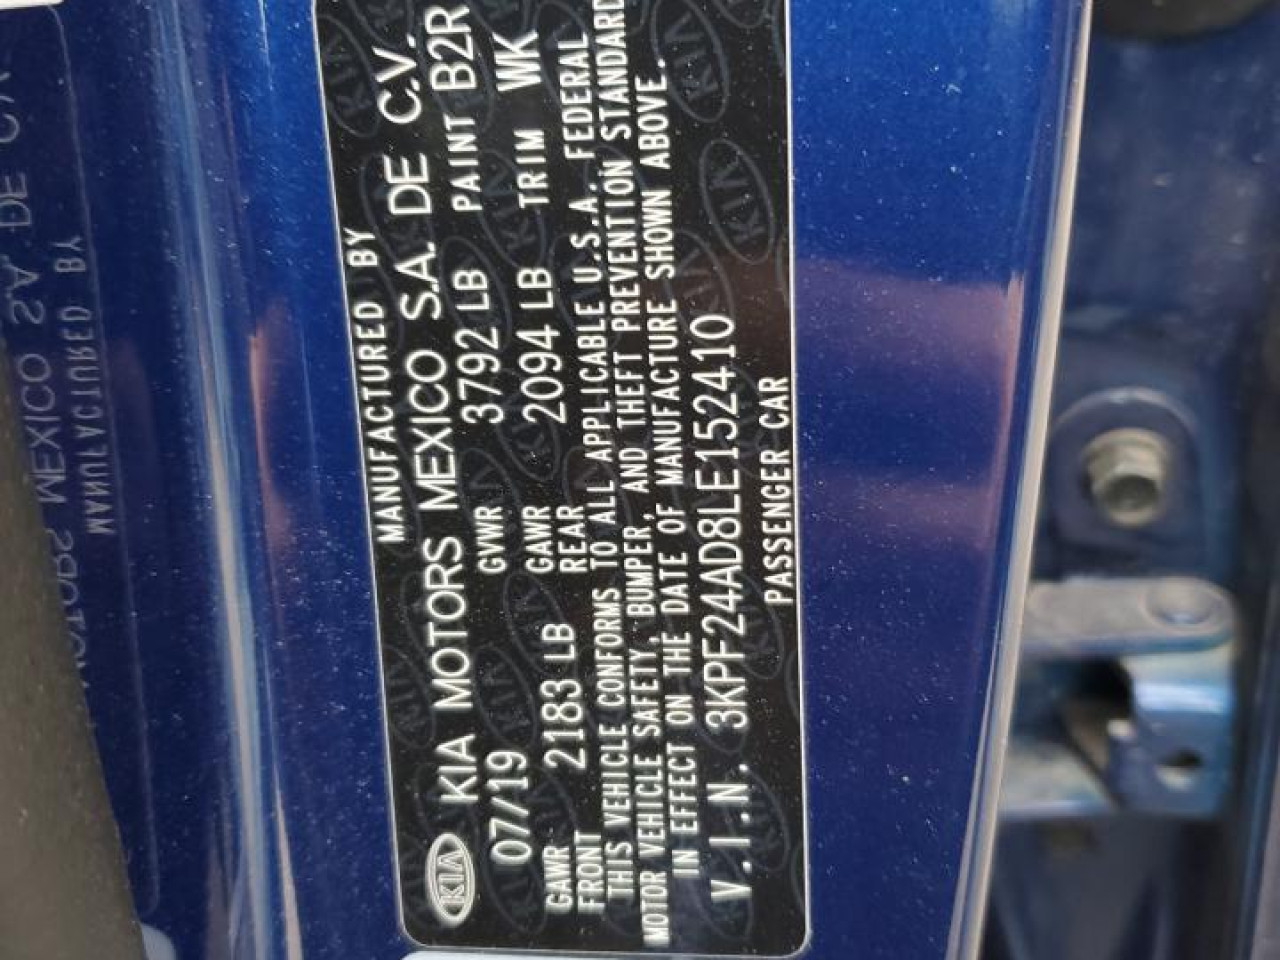 MANUFACTURED BY
KIA KIA MOTORS MEXICO S.A. DE C.V.
07/19 GVWR 3792 LB PAINT B2R
GAWR FRONT 2183 LB GAWR REAR 2094 LB TRIM WK
THIS VEHICLE CONFORMS TO ALL APPLICABLE U.S.A. FEDERAL
MOTOR VEHICLE SAFETY, BUMPER, AND THEFT PREVENTION STANDARD
IN EFFECT ON THE DATE OF MANUFACTURE SHOWN ABOVE.
V.I.N. 3KPF24AD8LE152410
PASSENGER CAR